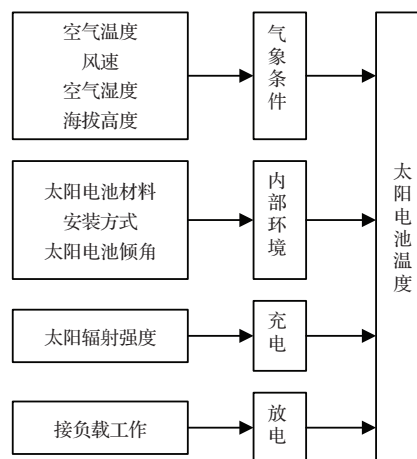 空气温度
风速
空气湿度
海拔高度
气象条件
太阳电池材料
安装方式
太阳电池倾角
内部环境
太阳辐射强度
充电
接负载工作
放电
太阳电池温度